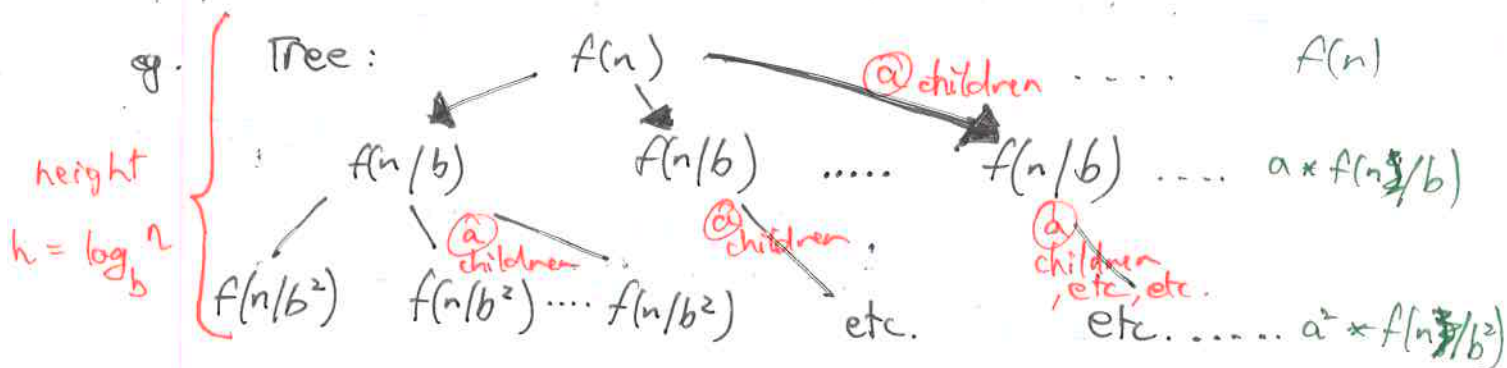 eg. Tree: f(n) ⓐ children .... f(n)
height f(n/b) f(n/b) ..... f(n/b) .... a * f(n/b)
h = log_b n ⓐ children ⓐ children ⓐ children, etc, etc.
f(n/b²) f(n/b²) .... f(n/b²) etc. etc. ...... a² * f(n/b²)